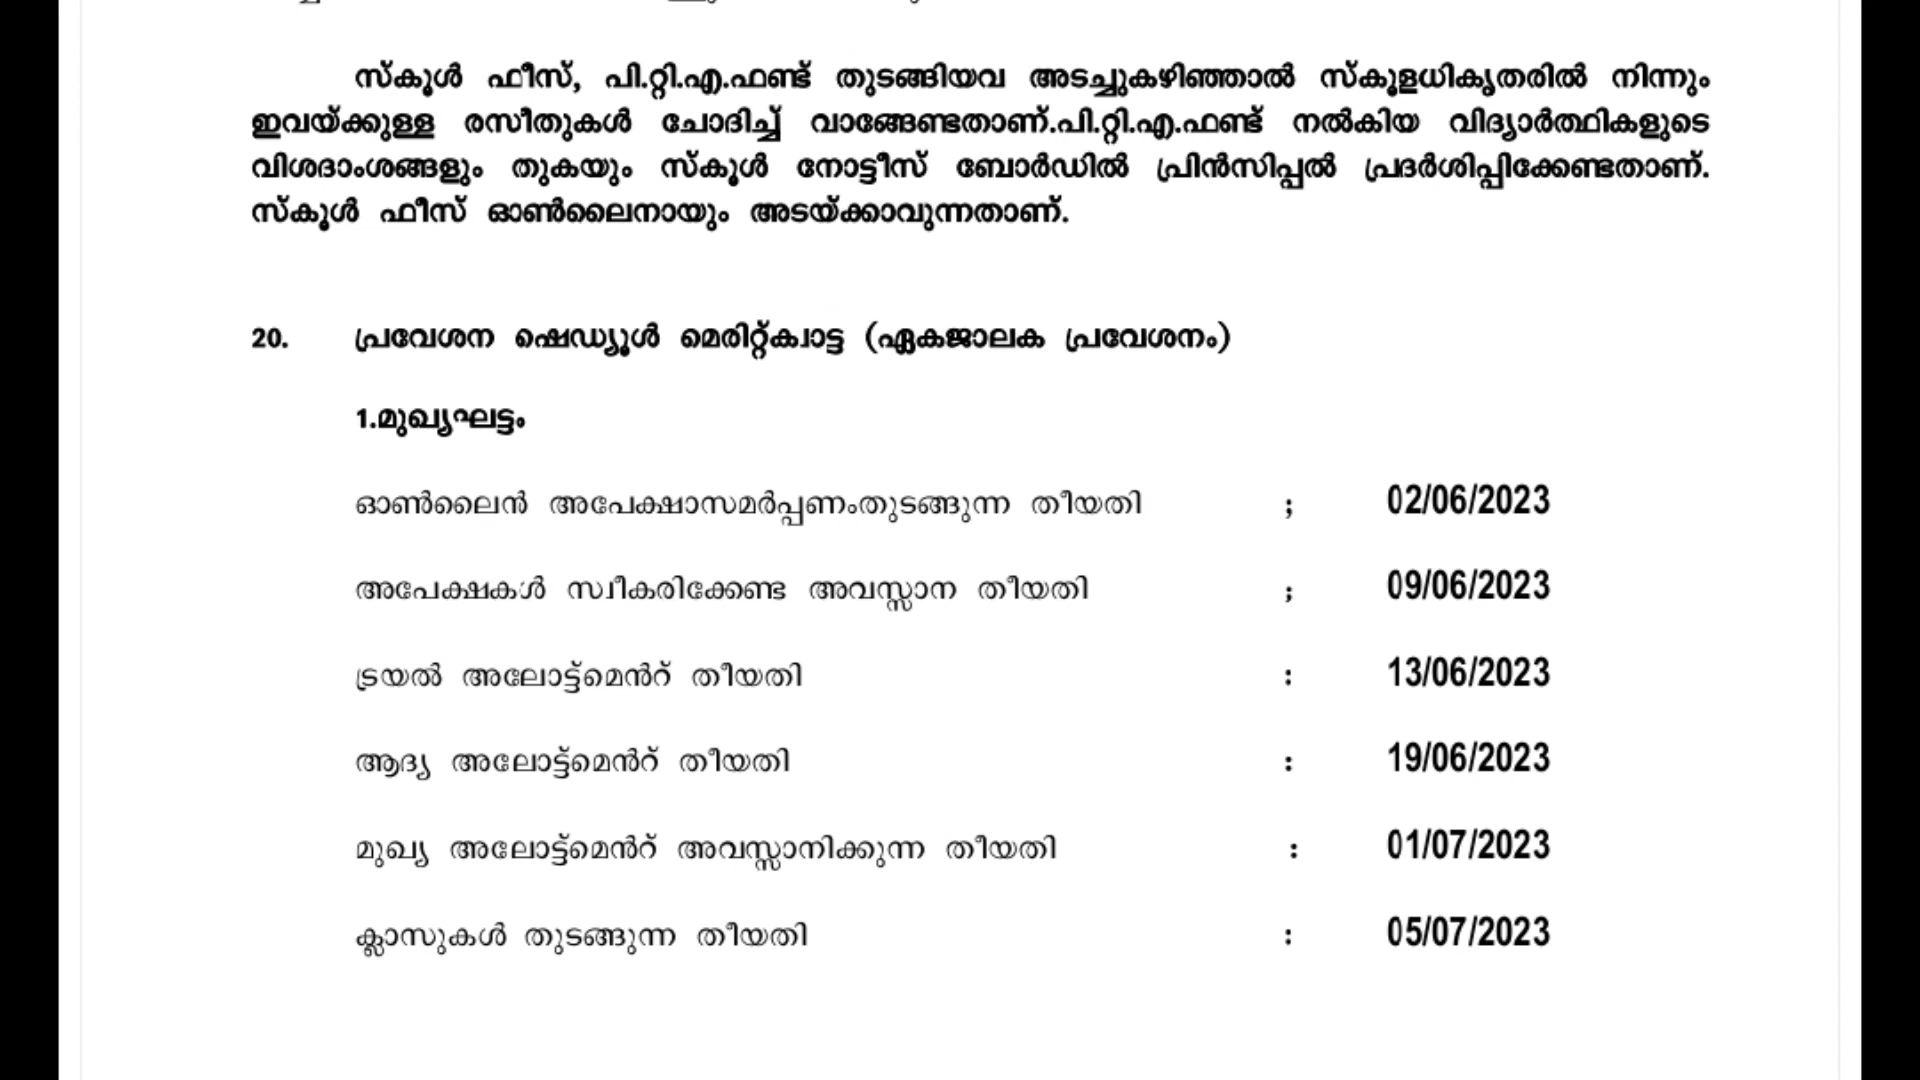 സ്കൂൾ ഫീസ്, പി.റ്റി.എ.ഫണ്ട് തുടങ്ങിയവ അടച്ചുകഴിഞ്ഞാൽ സ്കൂളധികൃതരിൽ നിന്നും
ഇവയ്ക്കുള്ള രസീതുകൾ ചോദിച്ച് വാങ്ങേണ്ടതാണ്.പി.റ്റി.എ.ഫണ്ട് നൽകിയ വിദ്യാർത്ഥികളുടെ
വിശദാംശങ്ങളും തുകയും സ്കൂൾ നോട്ടീസ് ബോർഡിൽ പ്രിൻസിപ്പൽ പ്രദർശിപ്പിക്കേണ്ടതാണ്.
സ്കൂൾ ഫീസ് ഓൺലൈനായും അടയ്ക്കാവുന്നതാണ്.
20. പ്രവേശന ഷെഡ്യൂൾ മെരിറ്റ്ക്വാട്ട (ഏകജാലക പ്രവേശനം)
1.മുഖ്യഘട്ടം
ഓൺലൈൻ അപേക്ഷാസമർപ്പണംതുടങ്ങുന്ന തീയതി ; 02/06/2023
അപേക്ഷകൾ സ്വീകരിക്കേണ്ട അവസ്സാന തീയതി ; 09/06/2023
ട്രയൽ അലോട്ട്മെൻറ് തീയതി : 13/06/2023
ആദ്യ അലോട്ട്മെൻറ് തീയതി : 19/06/2023
മുഖ്യ അലോട്ട്മെൻറ് അവസ്സാനിക്കുന്ന തീയതി : 01/07/2023
ക്ലാസുകൾ തുടങ്ങുന്ന തീയതി : 05/07/2023